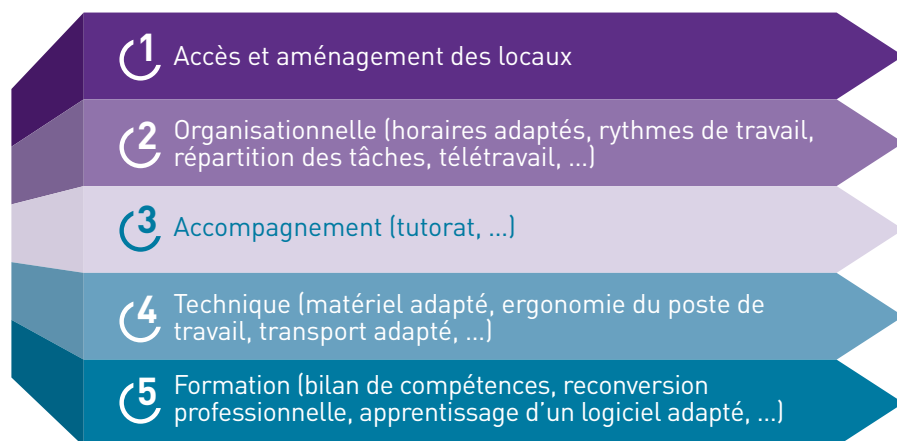 1 Accès et aménagement des locaux
2 Organisationnelle (horaires adaptés, rythmes de travail,
répartition des tâches, télétravail, ...)
3 Accompagnement (tutorat, ...)
4 Technique (matériel adapté, ergonomie du poste de
travail, transport adapté, ...)
5 Formation (bilan de compétences, reconversion
professionnelle, apprentissage d’un logiciel adapté, ...)